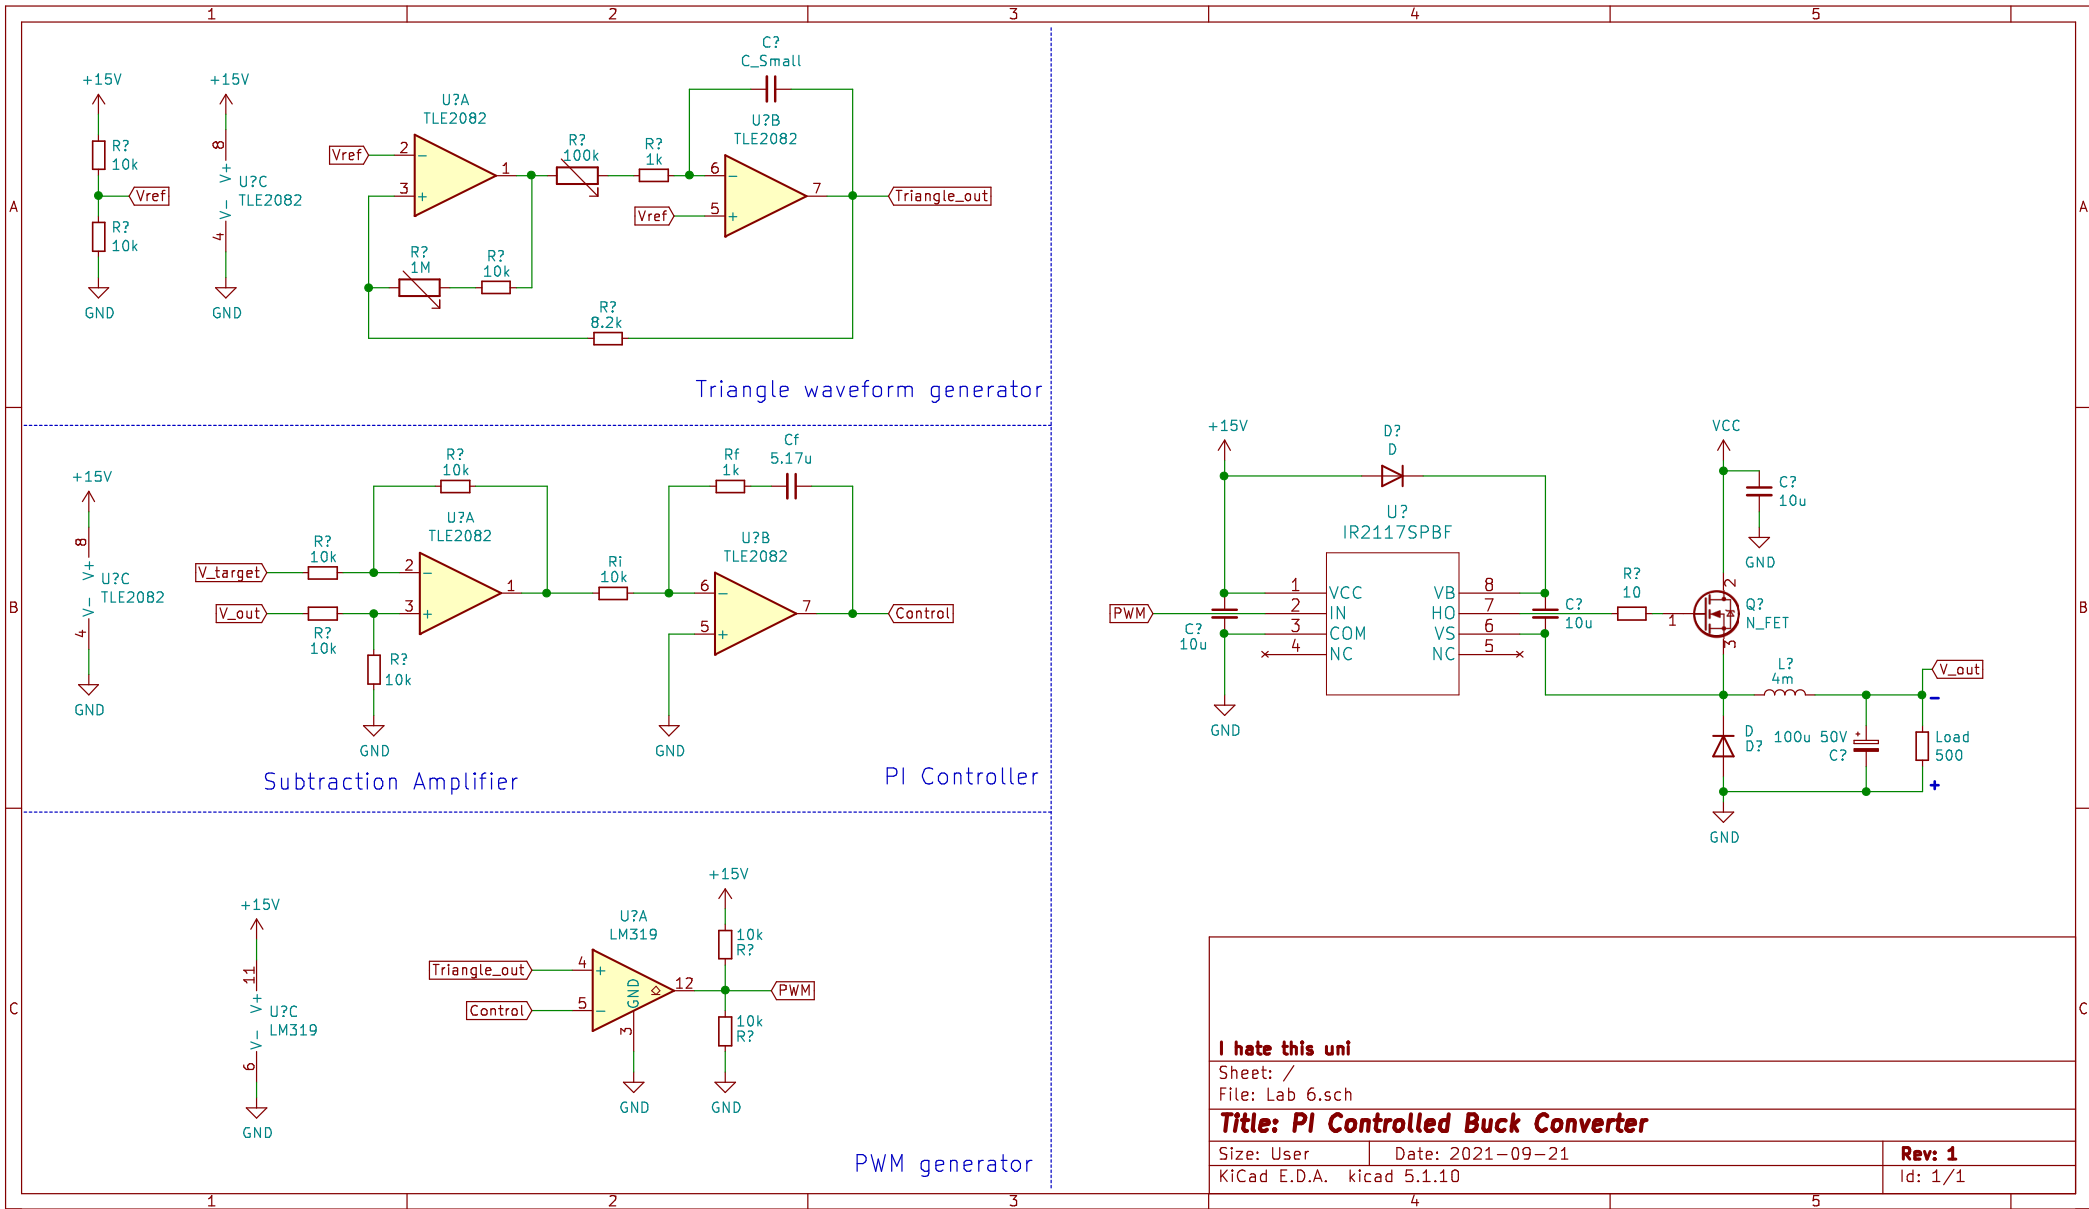 1 2 3 4 5
A
A
B
B
C
C
1 2 3 4 5
+15V
R?
10k
Vref
R?
10k
GND
+15V
8
V+
U?C
TLE2082
V-
4
GND
U?A
TLE2082
Vref
2
-
3
+
1
R?
100k
R?
1k
C?
C_Small
U?B
TLE2082
6
-
Vref
5
+
7
Triangle_out
R?
1M
R?
10k
R?
8.2k
Triangle waveform generator
+15V
8
V+
U?C
TLE2082
V-
4
GND
R?
10k
U?A
TLE2082
V_target
R?
10k
2
-
V_out
R?
10k
3
+
1
R?
10k
GND
Subtraction Amplifier
Ri
10k
Rf
1k
Cf
5.17u
U?B
TLE2082
6
-
5
+
7
Control
GND
PI Controller
+15V
11
V+
U?C
LM319
V-
6
GND
U?A
LM319
Triangle_out
4
+
Control
5
-
GND
3
12
GND
+15V
10k
R?
PWM
10k
R?
GND
PWM generator
+15V
D?
D
U?
IR2117SPBF
PWM
1 VCC
2 IN
3 COM
4 NC
VB 8
HO 7
VS 6
NC 5
C?
10u
GND
C?
10u
R?
10
VCC
C?
10u
GND
1
2
3
Q?
N_FET
L?
4m
V_out
-
D
D?
100u 50V
C?
+
Load
500
+
GND
I hate this uni
Sheet: /
File: Lab 6.sch
Title: PI Controlled Buck Converter
Size: User Date: 2021-09-21 Rev: 1
KiCad E.D.A. kicad 5.1.10 Id: 1/1